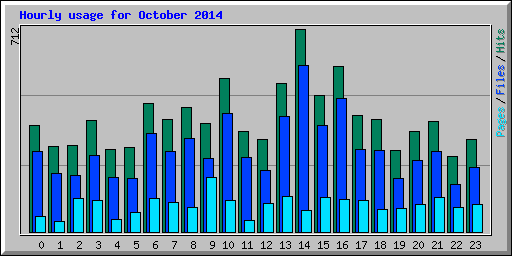 Hourly usage for October 2014
712
Pages/Files/Hits
0 1 2 3 4 5 6 7 8 9 10 11 12 13 14 15 16 17 18 19 20 21 22 23